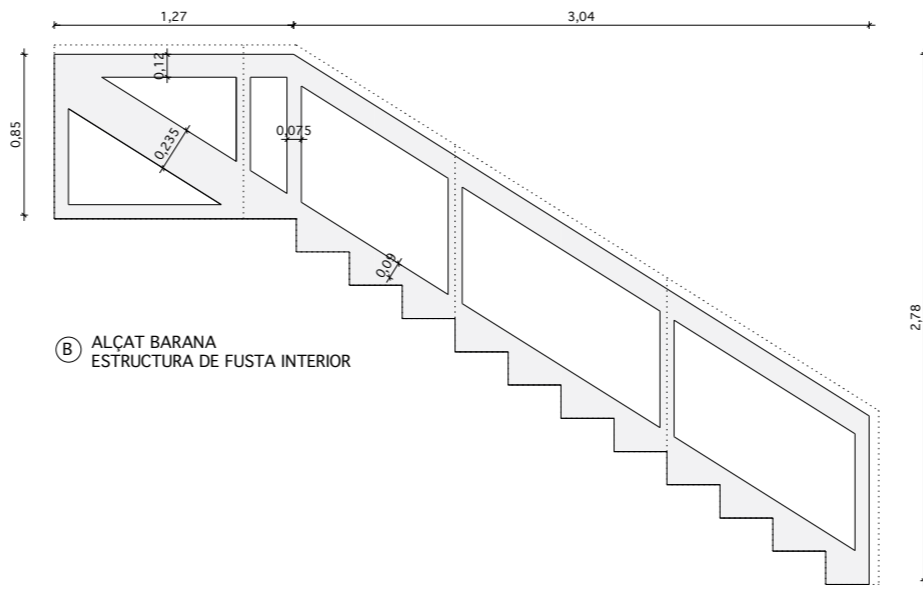 1,27
3,04
0,12
0,85
0,235
0,075
0,09
2,78
B
ALÇAT BARANA
ESTRUCTURA DE FUSTA INTERIOR